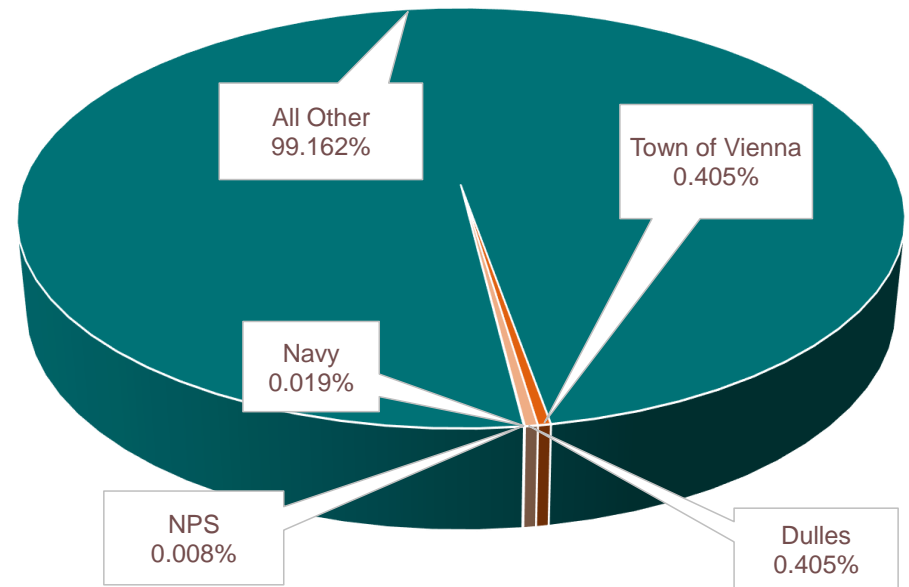 All Other
99.162%
Town of Vienna
0.405%
Navy
0.019%
NPS
0.008%
Dulles
0.405%